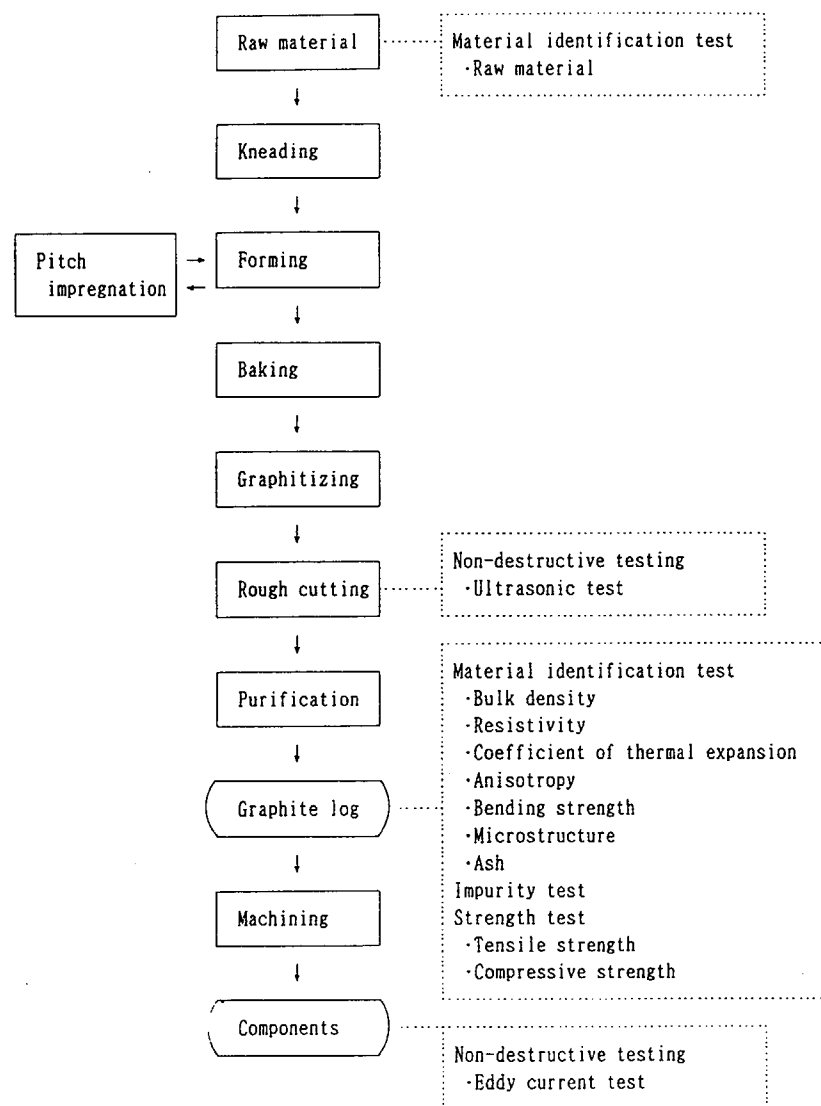 Raw material
Material identification test
·Raw material
Kneading
Pitch
impregnation
Forming
Baking
Graphitizing
Rough cutting
Non-destructive testing
·Ultrasonic test
Purification
Graphite log
Material identification test
·Bulk density
·Resistivity
·Coefficient of thermal expansion
·Anisotropy
·Bending strength
·Microstructure
·Ash
Impurity test
Strength test
·Tensile strength
·Compressive strength
Machining
Components
Non-destructive testing
·Eddy current test